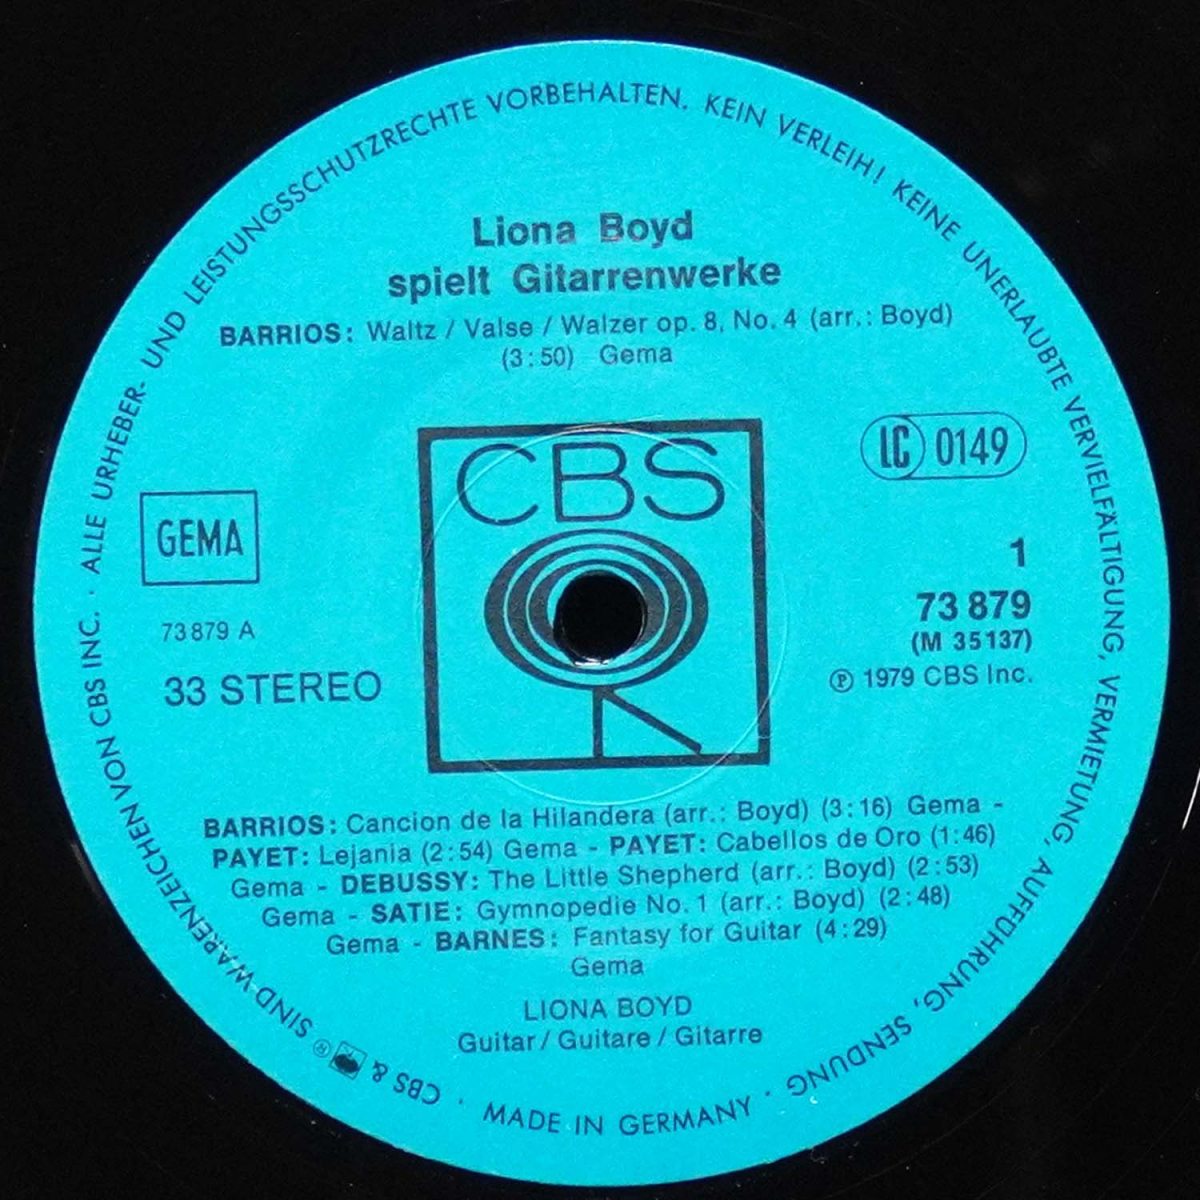 ALLE URHEBER- UND LEISTUNGSSCHUTZRECHTE VORBEHALTEN. KEIN VERLEIH! KEINE UNERLAUBTE VERVIELFÄLTIGUNG, VERMIETUNG, AUFFÜHRUNG, SENDUNG · MADE IN GERMANY · CBS & ® SIND WARENZEICHEN VON CBS INC. ·
Liona Boyd
spielt Gitarrenwerke
BARRIOS: Waltz / Valse / Walzer op. 8, No. 4 (arr.: Boyd)
(3:50) Gema
CBS
LC 0149
GEMA
1
73 879
73 879 A
(M 35 137)
33 STEREO
Ⓟ 1979 CBS Inc.
BARRIOS: Cancion de la Hilandera (arr.: Boyd) (3:16) Gema -
PAYET: Lejania (2:54) Gema - PAYET: Cabellos de Oro (1:46)
Gema - DEBUSSY: The Little Shepherd (arr.: Boyd) (2:53)
Gema - SATIE: Gymnopedie No. 1 (arr.: Boyd) (2:48)
Gema - BARNES: Fantasy for Guitar (4:29)
Gema
LIONA BOYD
Guitar / Guitare / Gitarre